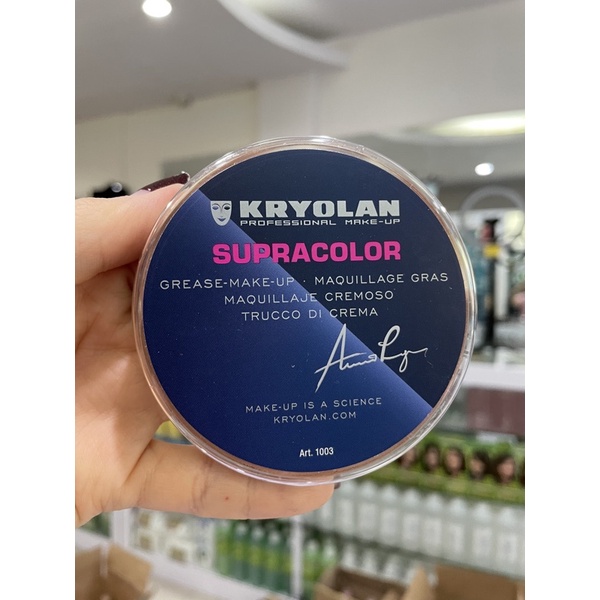 KRYOLAN
PROFESSIONAL MAKE-UP
SUPRACOLOR
GREASE-MAKE-UP · MAQUILLAGE GRAS
MAQUILLAJE CREMOSO
TRUCCO DI CREMA
MAKE-UP IS A SCIENCE
KRYOLAN.COM
Art. 1003